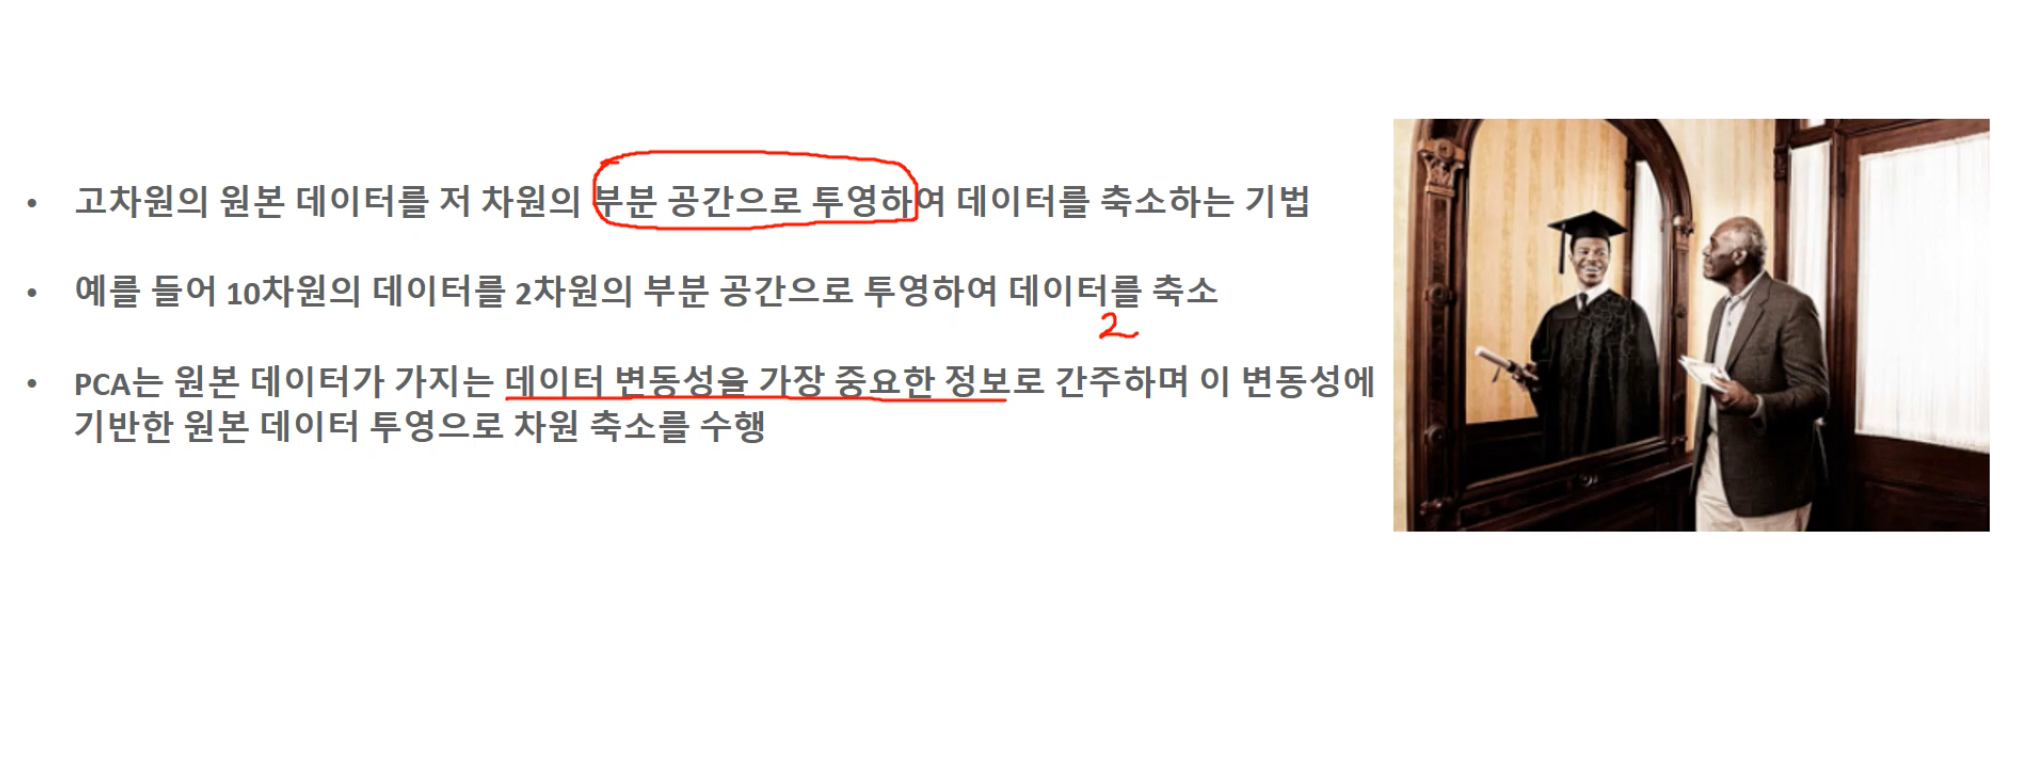 • 고차원의 원본 데이터를 저 차원의 부분 공간으로 투영하여 데이터를 축소하는 기법
• 예를 들어 10차원의 데이터를 2차원의 부분 공간으로 투영하여 데이터를 축소
2
• PCA는 원본 데이터가 가지는 데이터 변동성을 가장 중요한 정보로 간주하며 이 변동성에
기반한 원본 데이터 투영으로 차원 축소를 수행